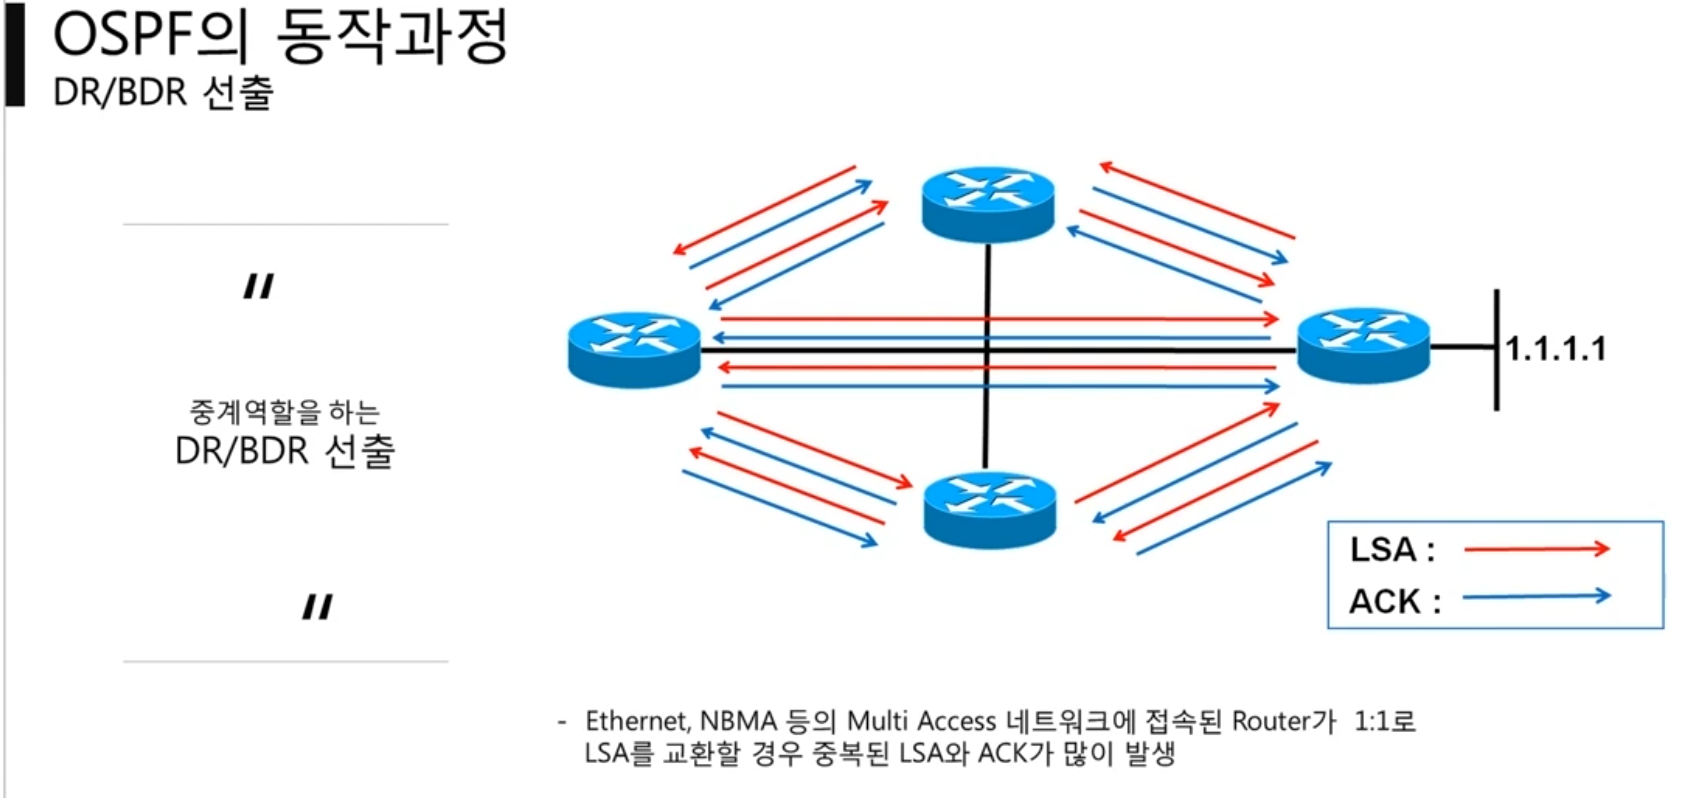 OSPF의 동작과정
DR/BDR 선출
"
중계역할을 하는
DR/BDR 선출
"
1.1.1.1
LSA :
ACK :
- Ethernet, NBMA 등의 Multi Access 네트워크에 접속된 Router가 1:1로
LSA를 교환할 경우 중복된 LSA와 ACK가 많이 발생